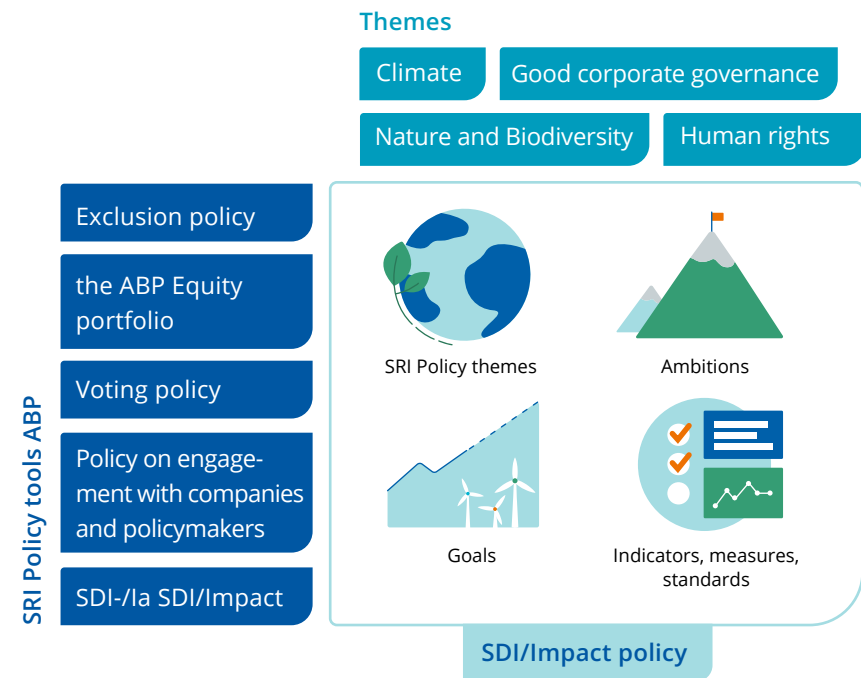 Themes
Climate
Good corporate governance
Nature and Biodiversity
Human rights
SRI Policy tools ABP
Exclusion policy
the ABP Equity
portfolio
Voting policy
Policy on engage-
ment with companies
and policymakers
SDI-/Ia SDI/Impact
SRI Policy themes
Ambitions
Goals
Indicators, measures,
standards
SDI/Impact policy